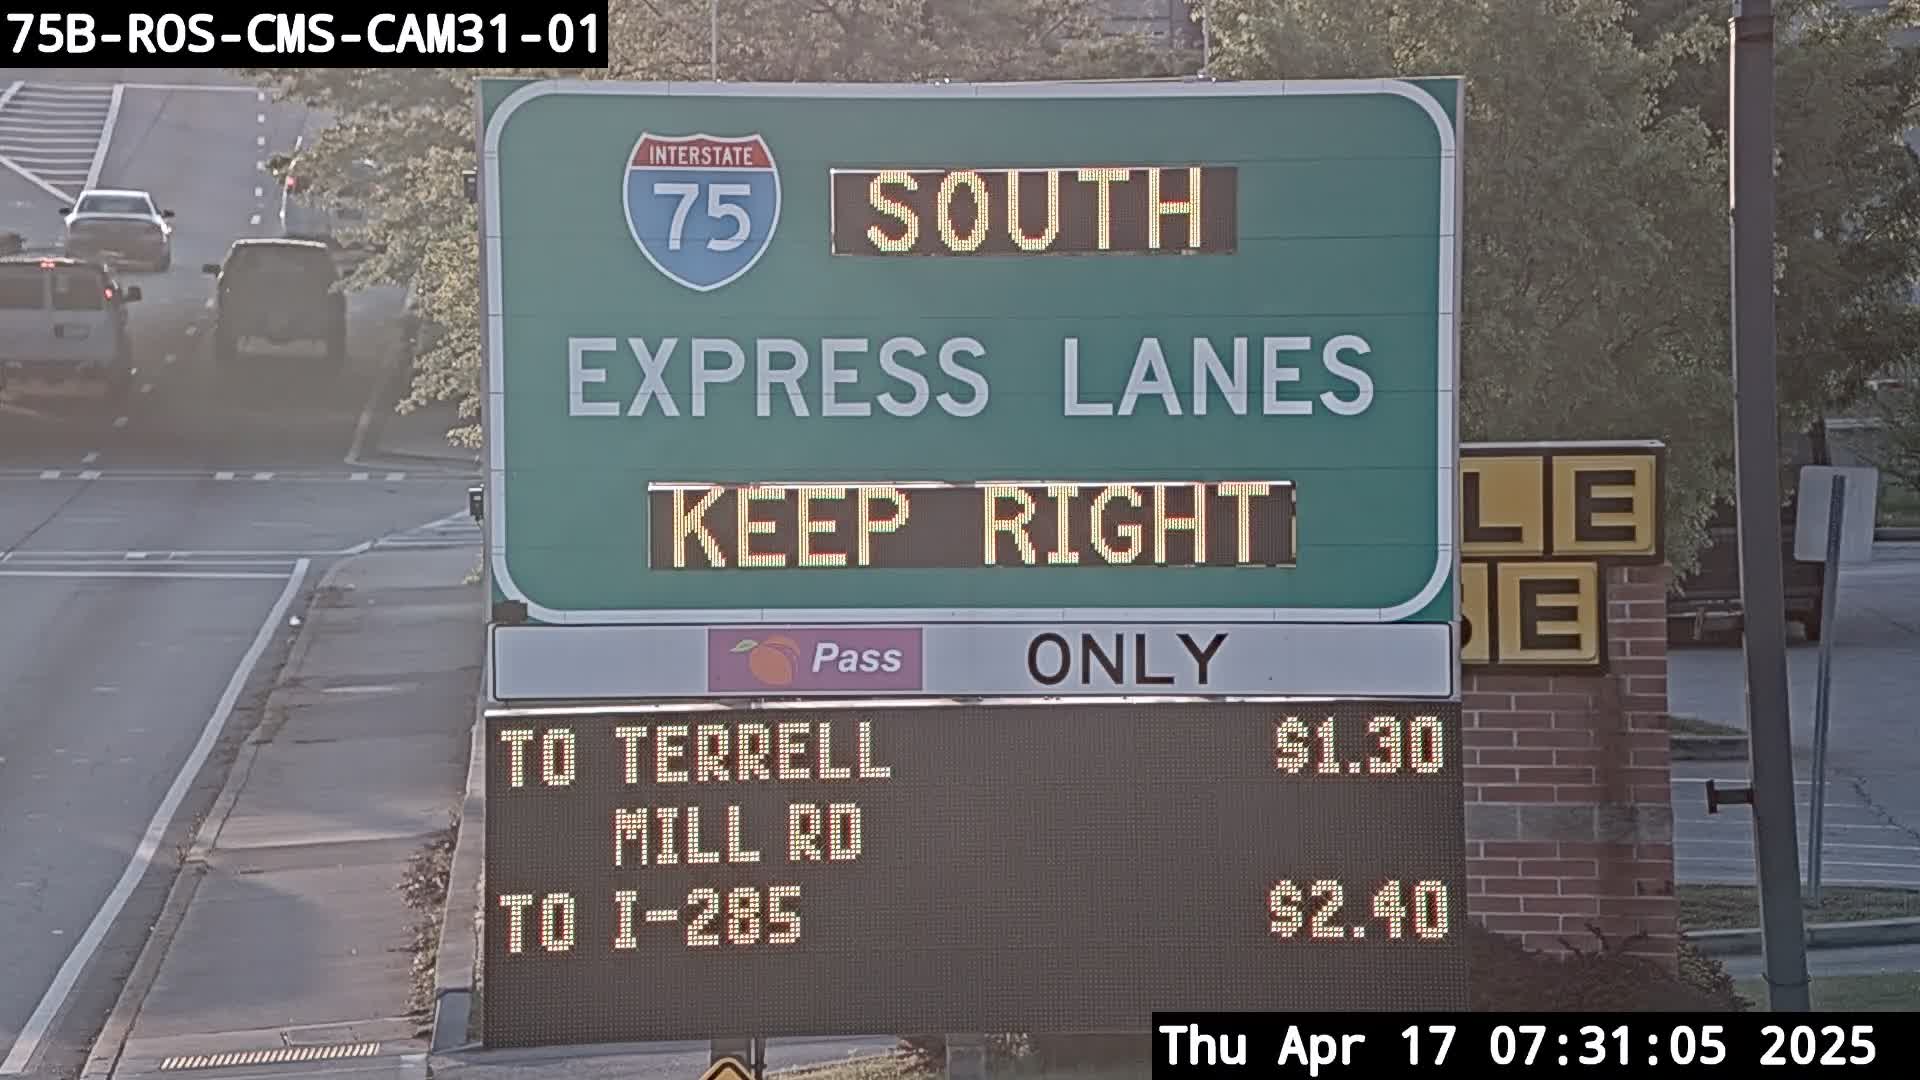 75B-ROS-CMS-CAM31-01
INTERSTATE
75
SOUTH
EXPRESS LANES
KEEP RIGHT
Pass ONLY
TO TERRELL $1.30
MILL RD
TO I-285 $2.40
LE
E
Thu Apr 17 07:31:05 2025